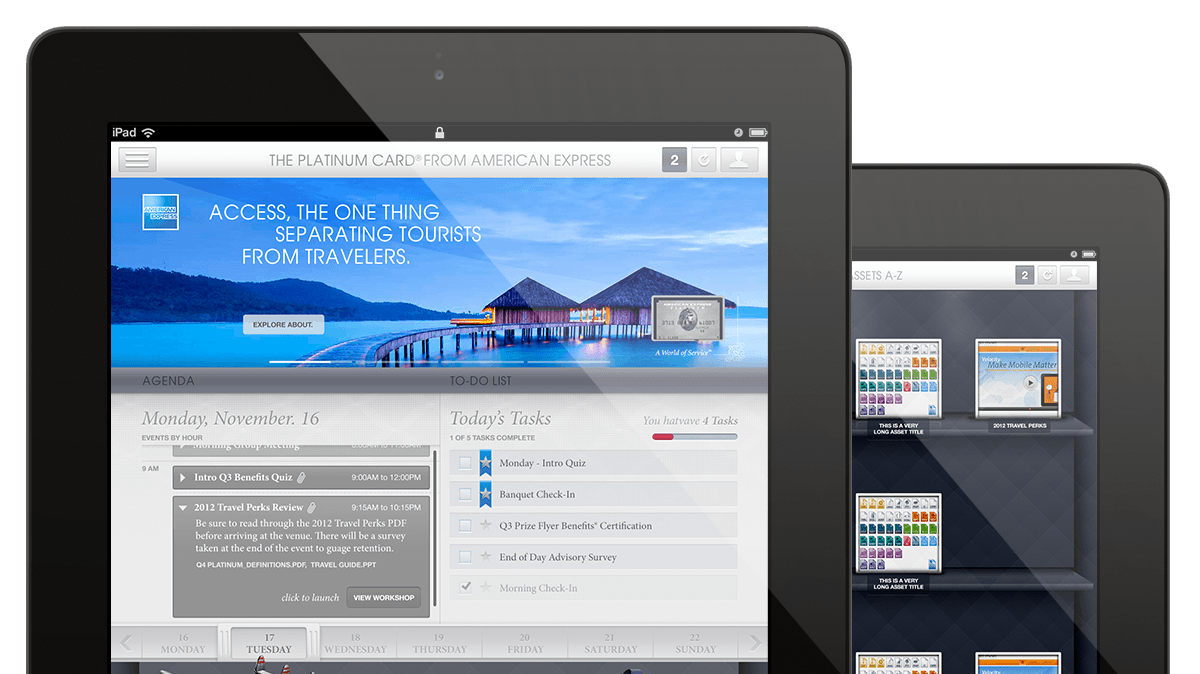 iPad
THE PLATINUM CARD® FROM AMERICAN EXPRESS
2
AMERICAN
EXPRESS
ACCESS, THE ONE THING
SEPARATING TOURISTS
FROM TRAVELERS.
EXPLORE ABOUT.
A World of Service
AGENDA
TO-DO LIST
Monday, November. 16
EVENTS BY HOUR
Morning Group Meeting
9 AM
Intro Q3 Benefits Quiz
9:00AM to 12:00PM
2012 Travel Perks Review
9:15AM to 10:15PM
Be sure to read through the 2012 Travel Perks PDF
before arriving at the venue. There will be a survey
taken at the end of the event to guage retention.
Q4 PLATINUM_DEFINITIONS.PDF, TRAVEL GUIDE.PPT
click to launch
VIEW WORKSHOP
Today's Tasks
You hatvave 4 Tasks
1 OF 5 TASKS COMPLETE
Monday - Intro Quiz
Banquet Check-In
Q3 Prize Flyer Benefits" Certification
End of Day Advisory Survey
Morning Check-In
16
MONDAY
17
TUESDAY
18
WEDNESDAY
19
THURSDAY
20
FRIDAY
21
SATURDAY
22
SUNDAY
ASSETS A-Z
2
Velocity
Make Mobile Matter
THIS IS A VERY
LONG ASSET TITLE
2012 TRAVEL PERKS
THIS IS A VERY
LONG ASSET TITLE
Velocity